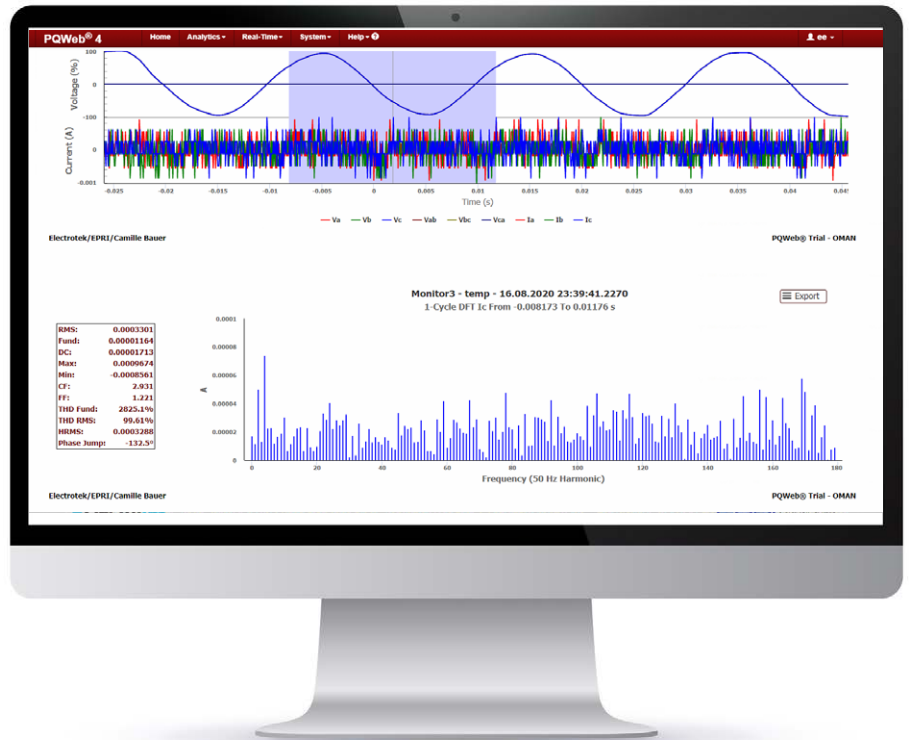 PQWeb® 4 Home Analytics Real-Time System Help ee
Voltage (%)
100
0
-100
Current (A)
0
-0.001
-0.025 -0.02 -0.015 -0.01 -0.005 0 0.005 0.01 0.015 0.02 0.025 0.03 0.035 0.04 0.045
Time (s)
Va Vb Vc Vab Vbc Vca Ia Ib Ic
Electrotek/EPRI/Camille Bauer PQWeb® Trial - OMAN
Monitor3 - temp - 16.08.2020 23:39:41.2270
Export
1-Cycle DFT Ic From -0.008173 To 0.01176 s
RMS: 0.0003301
Fund: 0.00001164
DC: 0.00001713
Max: 0.0009674
Min: -0.0008561
CF: 2.931
FF: 1.221
THD Fund: 2825.1%
THD RMS: 99.61%
HRMS: 0.0003288
Phase Jump: -132.5°
0.0001
0.00008
0.00006
A
0.00004
0.00002
0
0 20 40 60 80 100 120 140 160 180
Frequency (50 Hz Harmonic)
Electrotek/EPRI/Camille Bauer PQWeb® Trial - OMAN